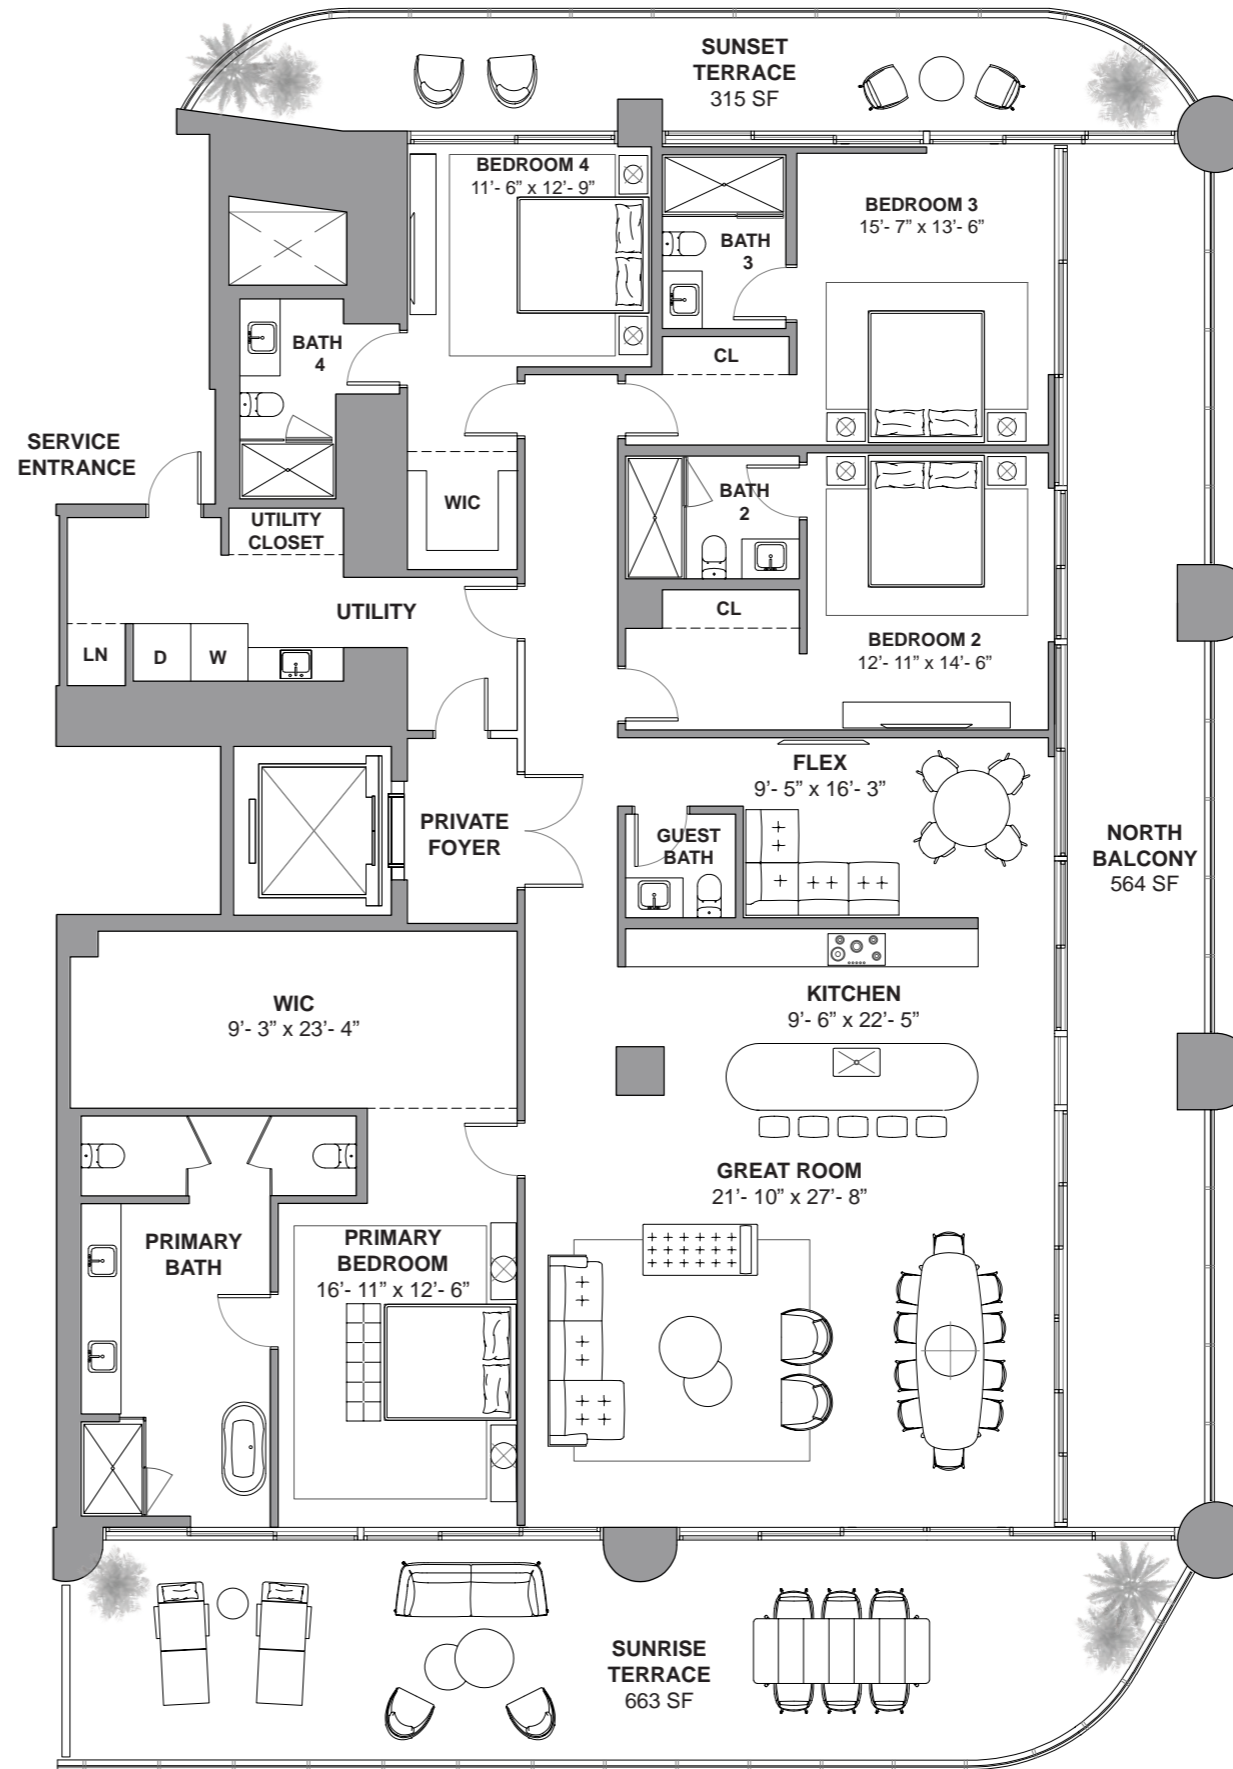 SUNSET
TERRACE
315 SF
BEDROOM 4
11'- 6” x 12'- 9”
BEDROOM 3
15'- 7” x 13'- 6”
BATH
3
BATH
4
CL
SERVICE
ENTRANCE
WIC
BATH
2
UTILITY
CLOSET
UTILITY
CL
LN
D
W
BEDROOM 2
12'- 11” x 14'- 6”
FLEX
9'- 5” x 16'- 3”
PRIVATE
FOYER
GUEST
BATH
NORTH
BALCONY
564 SF
WIC
9'- 3” x 23'- 4”
KITCHEN
9'- 6” x 22'- 5”
GREAT ROOM
21'- 10” x 27'- 8”
PRIMARY
BATH
PRIMARY
BEDROOM
16'- 11” x 12'- 6”
SUNRISE
TERRACE
663 SF